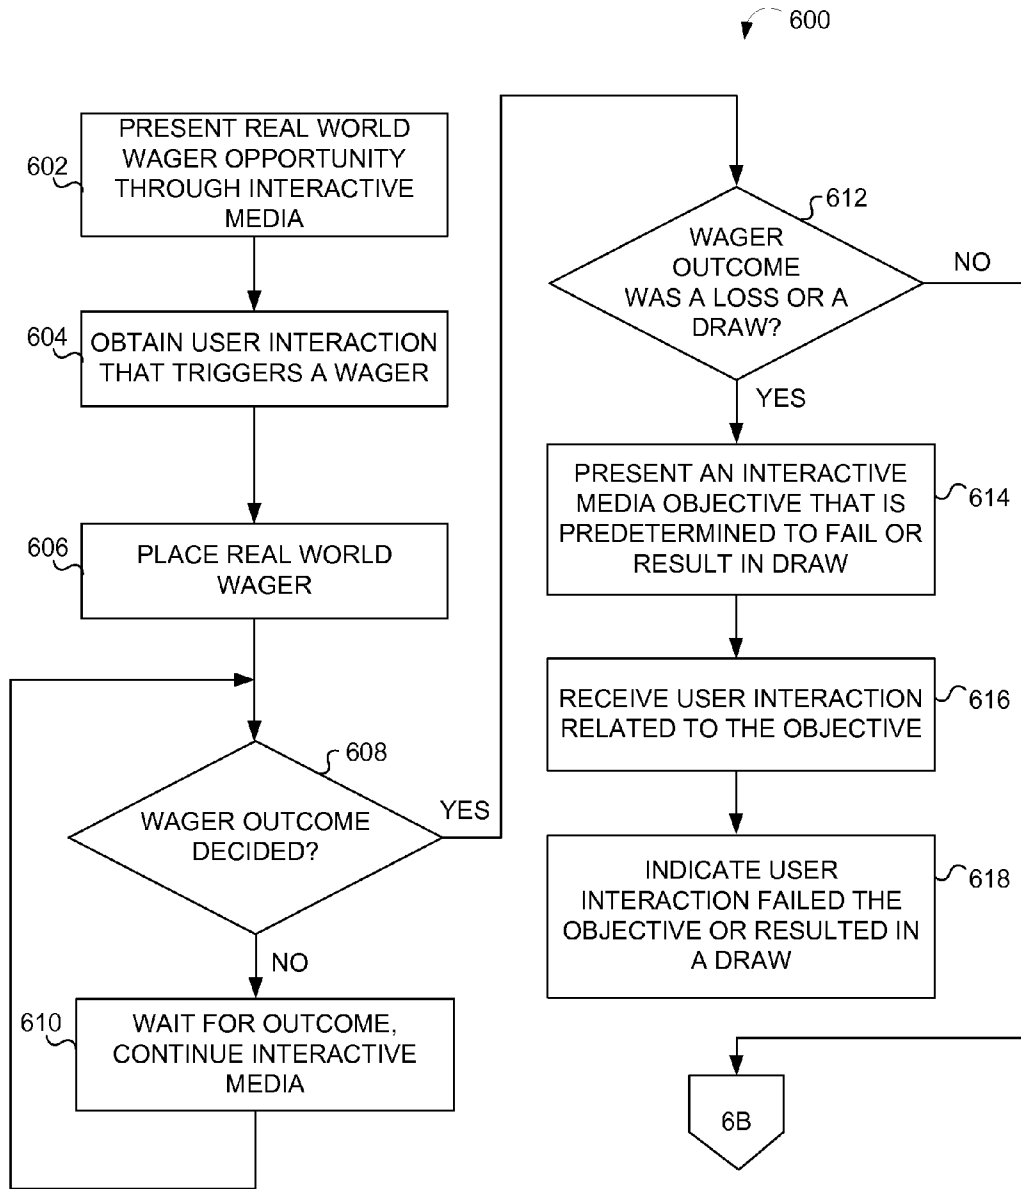 600
602
PRESENT REAL WORLD
WAGER OPPORTUNITY
THROUGH INTERACTIVE
MEDIA
604
OBTAIN USER INTERACTION
THAT TRIGGERS A WAGER
606
PLACE REAL WORLD
WAGER
608
WAGER OUTCOME
DECIDED?
YES
NO
610
WAIT FOR OUTCOME,
CONTINUE INTERACTIVE
MEDIA
612
WAGER
OUTCOME
WAS A LOSS OR A
DRAW?
NO
YES
PRESENT AN INTERACTIVE
MEDIA OBJECTIVE THAT IS
PREDETERMINED TO FAIL OR
RESULT IN DRAW
614
RECEIVE USER INTERACTION
RELATED TO THE OBJECTIVE
616
INDICATE USER
INTERACTION FAILED THE
OBJECTIVE OR RESULTED IN
A DRAW
618
6B